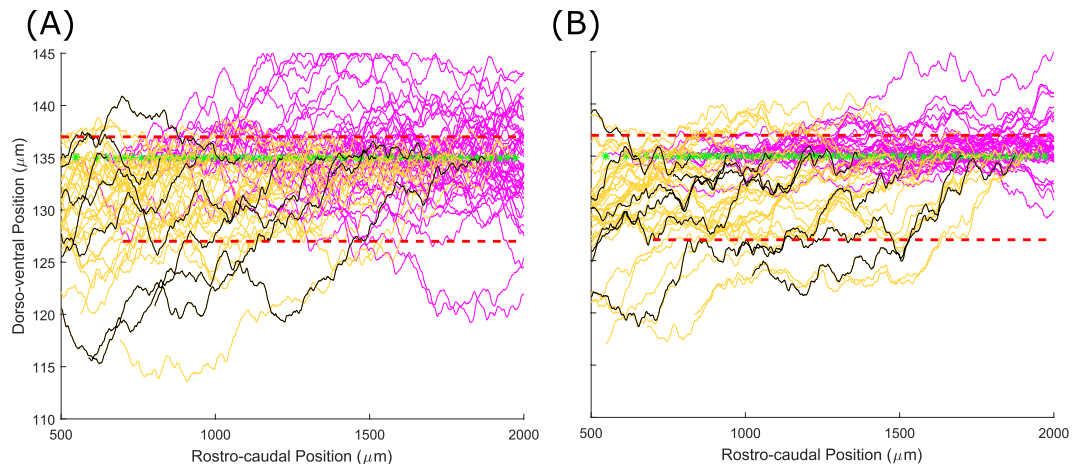 (A) (B)
145
140
135
130
125
120
115
110
Dorso-ventral Position (μm)
500 1000 1500 2000 500 1000 1500 2000
Rostro-caudal Position (μm) Rostro-caudal Position (μm)